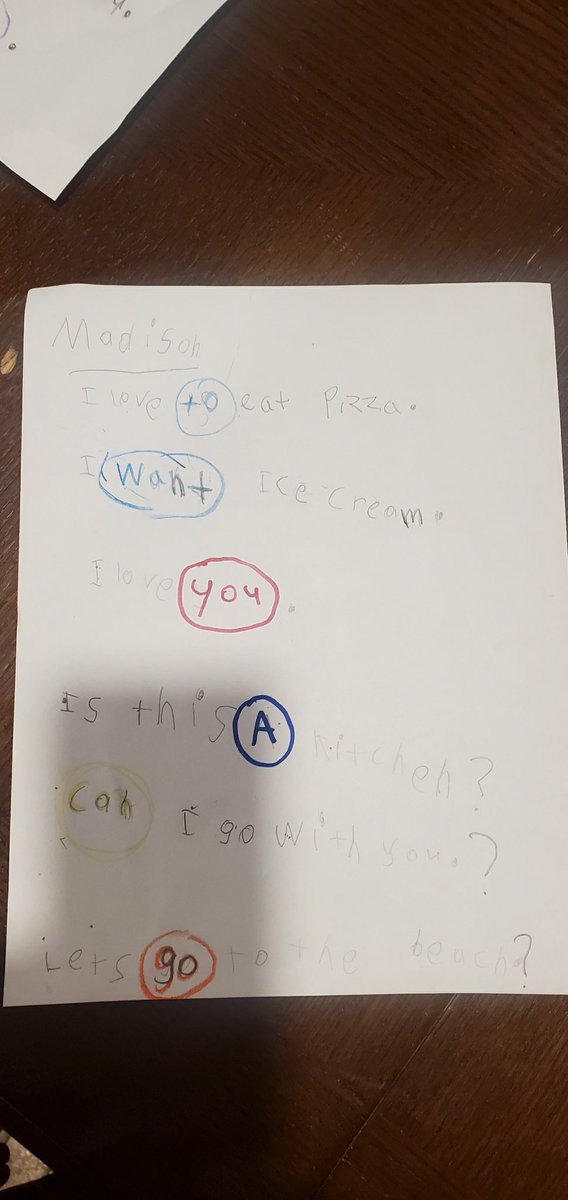 Madison
I love to eat Pizza.
I want Ice Cream.
I love you.
Is this A kitchen?
Can I go with you.?
Lets go to the beach?